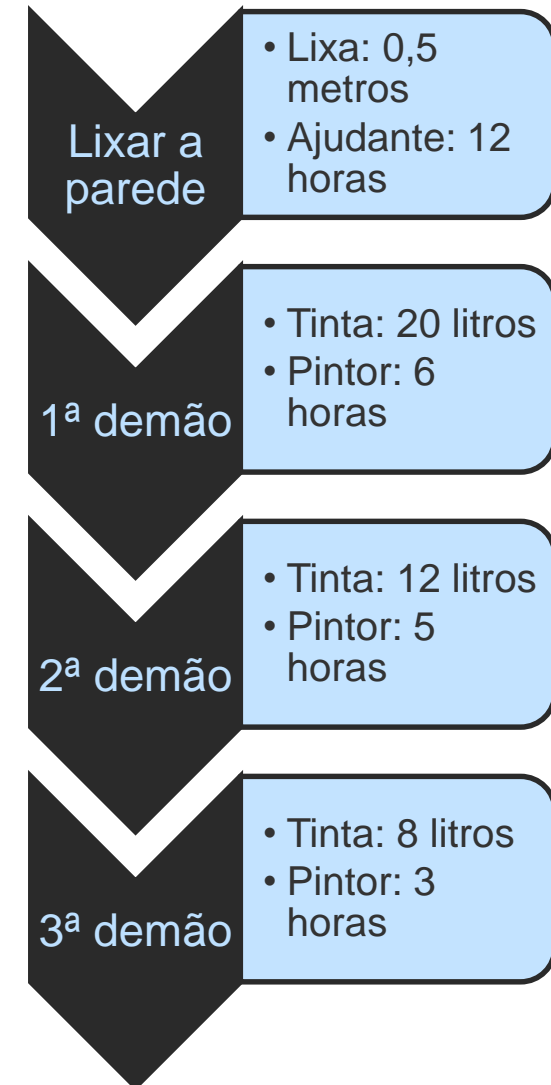 Lixar a
parede
• Lixa: 0,5
metros
• Ajudante: 12
horas
1ª demão
• Tinta: 20 litros
• Pintor: 6
horas
2ª demão
• Tinta: 12 litros
• Pintor: 5
horas
3ª demão
• Tinta: 8 litros
• Pintor: 3
horas